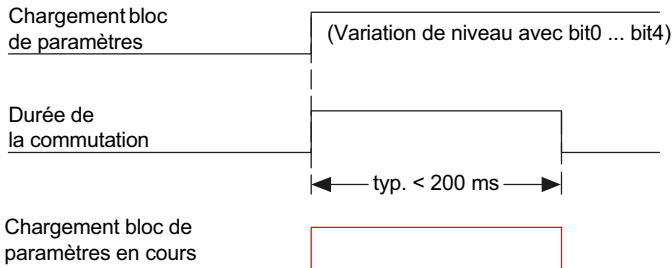 Chargement bloc
de paramètres
(Variation de niveau avec bit0 ... bit4)
Durée de
la commutation
typ. < 200 ms
Chargement bloc de
paramètres en cours